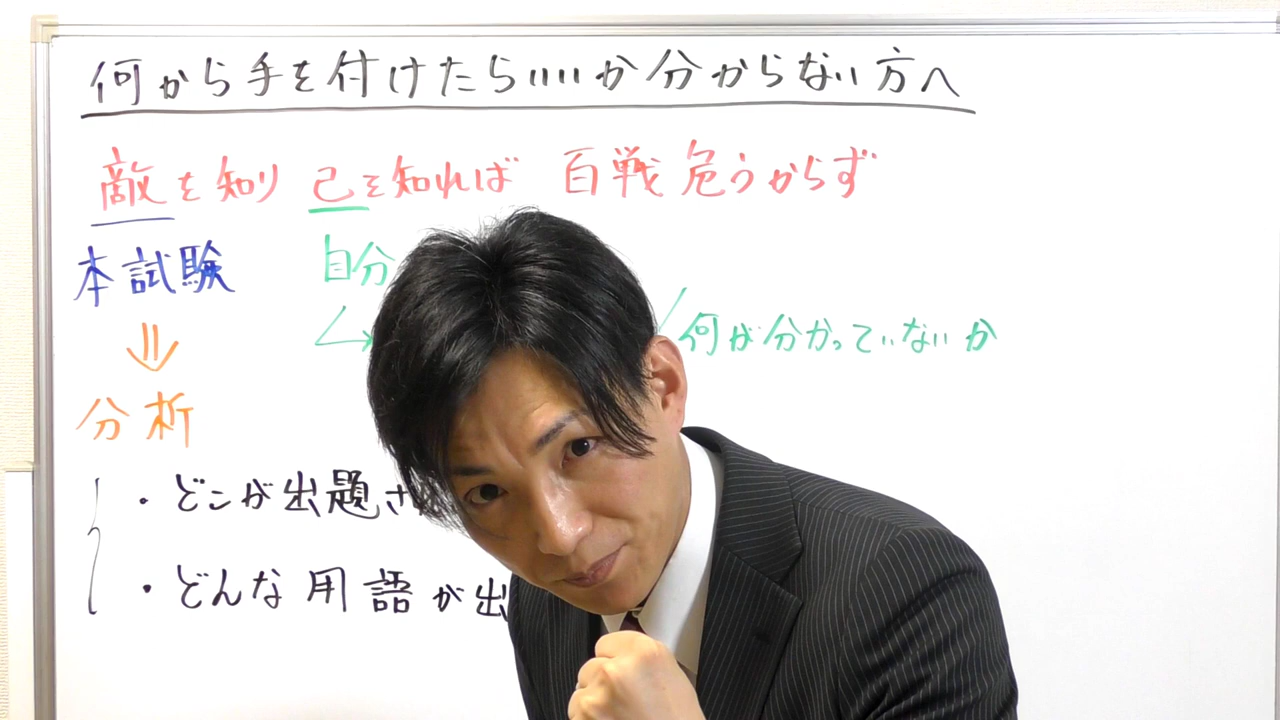 何から手を付けたらいいか分からない方へ
敵を知り 己を知れば 百戦危うからず
本試験 自分
何が分かっていないか
分析
・どこが出題さ
・どんな用語が出